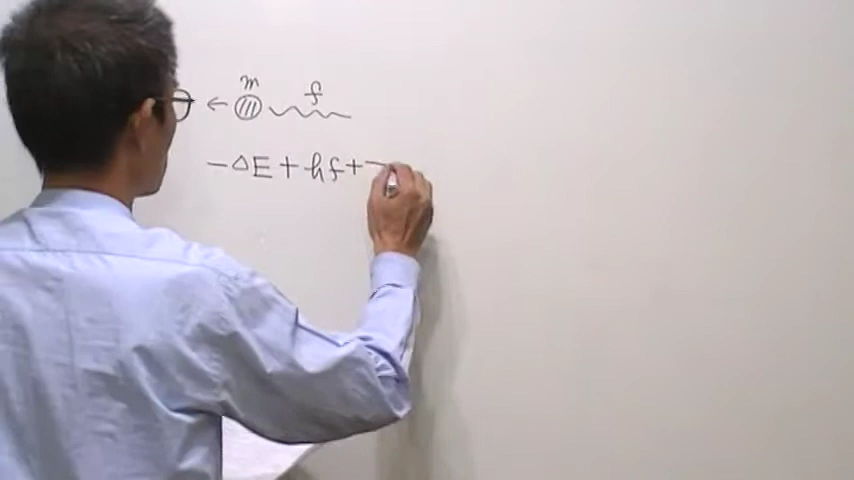 m f
−ΔE + hf +